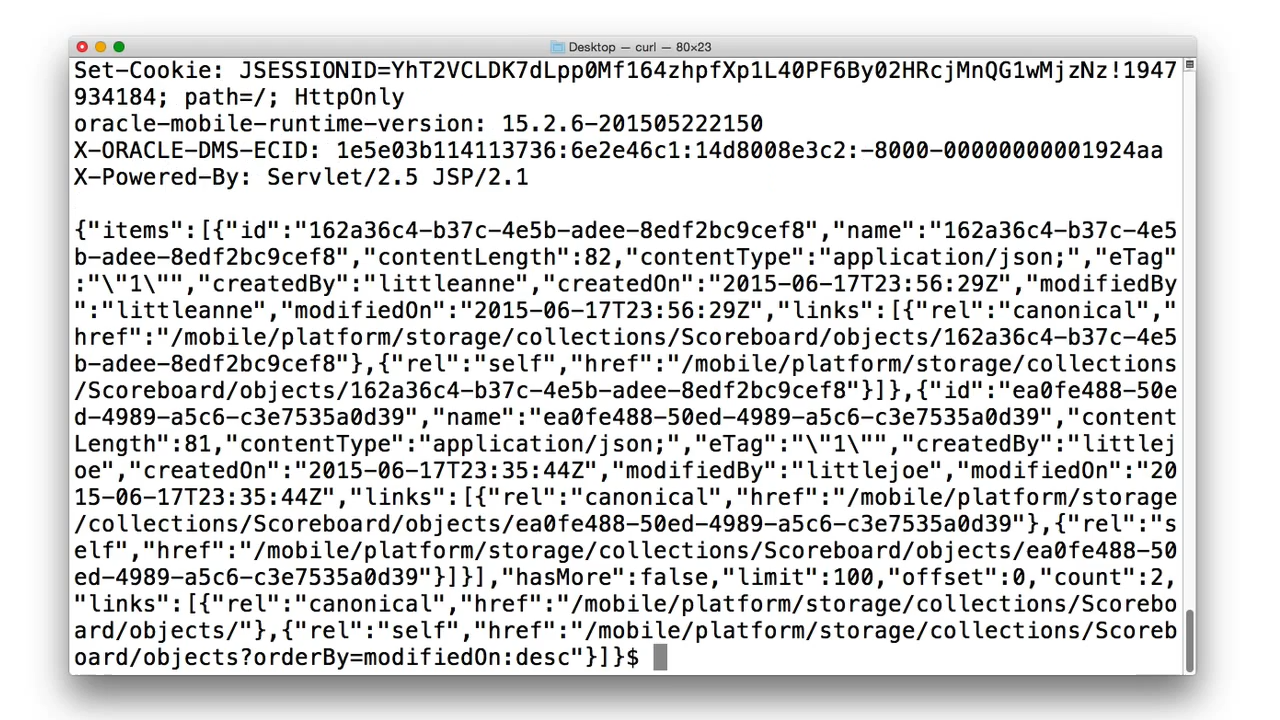 Desktop — curl — 80×23
Set-Cookie: JSESSIONID=YhT2VCLDK7dLpp0Mf164zhpfXp1L40PF6By02HRcjMnQG1wMjzNz!1947
934184; path=/; HttpOnly
oracle-mobile-runtime-version: 15.2.6-201505222150
X-ORACLE-DMS-ECID: 1e5e03b114113736:6e2e46c1:14d8008e3c2:-8000-00000000001924aa
X-Powered-By: Servlet/2.5 JSP/2.1
{"items":[{"id":"162a36c4-b37c-4e5b-adee-8edf2bc9cef8","name":"162a36c4-b37c-4e5
b-adee-8edf2bc9cef8","contentLength":82,"contentType":"application/json;","eTag"
:"\"1\"","createdBy":"littleanne","createdOn":"2015-06-17T23:56:29Z","modifiedBy
":"littleanne","modifiedOn":"2015-06-17T23:56:29Z","links":[{"rel":"canonical","
href":"/mobile/platform/storage/collections/Scoreboard/objects/162a36c4-b37c-4e5
b-adee-8edf2bc9cef8"},{"rel":"self","href":"/mobile/platform/storage/collections
/Scoreboard/objects/162a36c4-b37c-4e5b-adee-8edf2bc9cef8"}]},{"id":"ea0fe488-50e
d-4989-a5c6-c3e7535a0d39","name":"ea0fe488-50ed-4989-a5c6-c3e7535a0d39","content
Length":81,"contentType":"application/json;","eTag":"\"1\"","createdBy":"littlej
oe","createdOn":"2015-06-17T23:35:44Z","modifiedBy":"littlejoe","modifiedOn":"20
15-06-17T23:35:44Z","links":[{"rel":"canonical","href":"/mobile/platform/storage
/collections/Scoreboard/objects/ea0fe488-50ed-4989-a5c6-c3e7535a0d39"},{"rel":"s
elf","href":"/mobile/platform/storage/collections/Scoreboard/objects/ea0fe488-50
ed-4989-a5c6-c3e7535a0d39"}]}],"hasMore":false,"limit":100,"offset":0,"count":2,
"links":[{"rel":"canonical","href":"/mobile/platform/storage/collections/Scorebo
ard/objects/"},{"rel":"self","href":"/mobile/platform/storage/collections/Scoreb
oard/objects?orderBy=modifiedOn:desc"}]}$